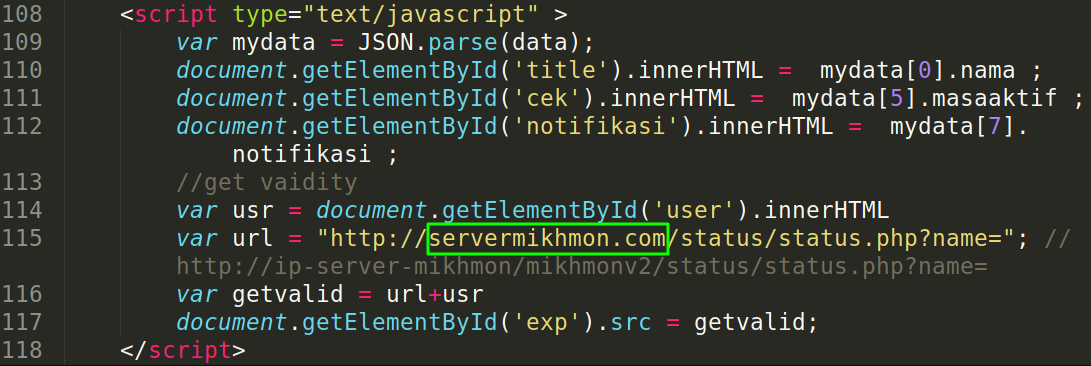 108 <script type="text/javascript" >
109 var mydata = JSON.parse(data);
110 document.getElementById('title').innerHTML =  mydata[0].nama ;
111 document.getElementById('cek').innerHTML =  mydata[5].masaaktif ;
112 document.getElementById('notifikasi').innerHTML =  mydata[7].
notifikasi ;
113 //get vaidity
114 var usr = document.getElementById('user').innerHTML
115 var url = "http://servermikhmon.com/status/status.php?name="; //
http://ip-server-mikhmon/mikhmonv2/status/status.php?name=
116 var getvalid = url+usr
117 document.getElementById('exp').src = getvalid;
118 </script>